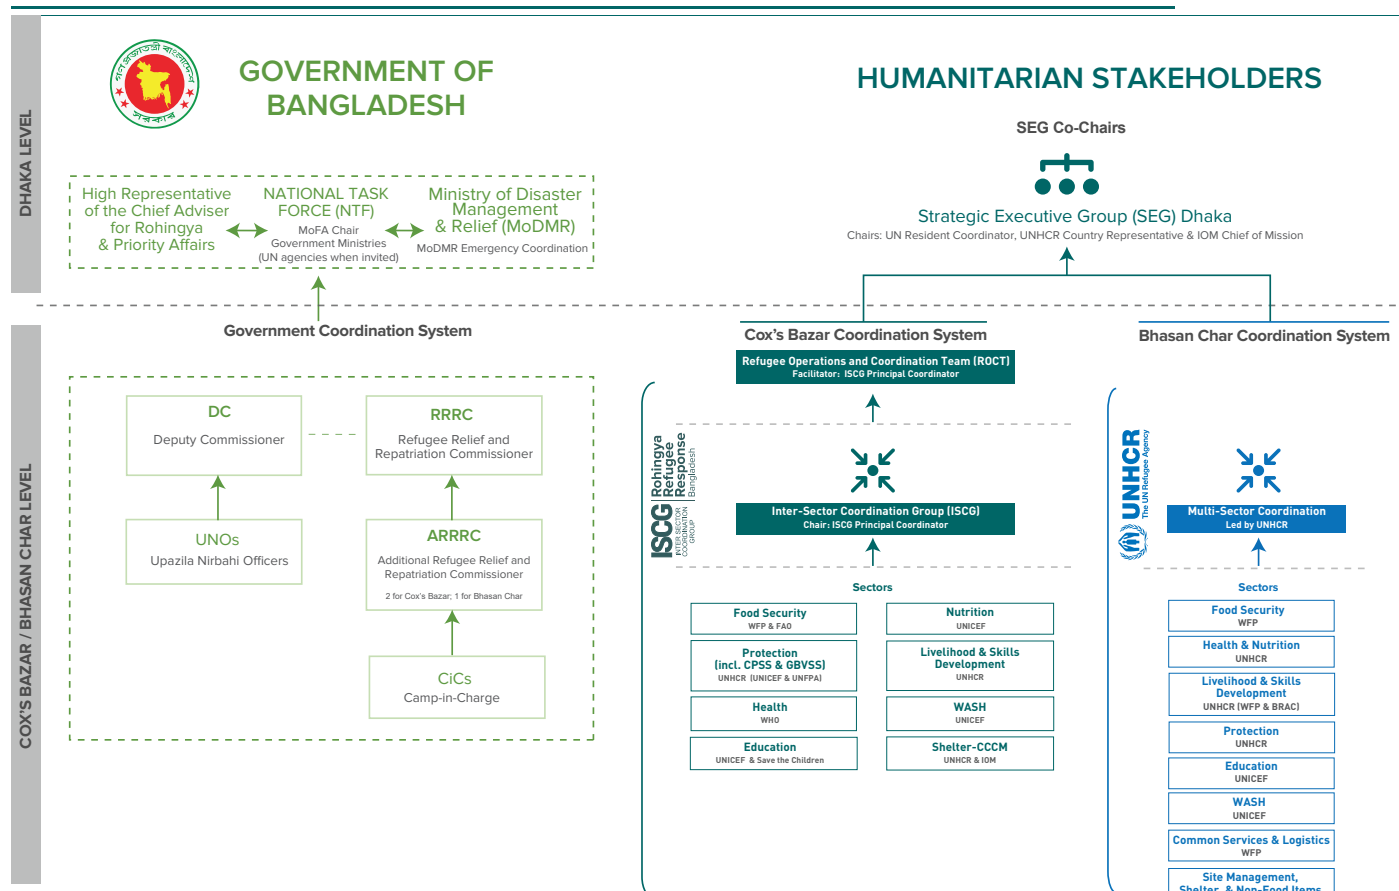 DHAKA LEVEL
গণপ্রজাতন্ত্রী বাংলাদেশ
সরকার
GOVERNMENT OF
BANGLADESH
High Representative
of the Chief Adviser
for Rohingya
& Priority Affairs
NATIONAL TASK
FORCE (NTF)
MoFA Chair
Government Ministries
(UN agencies when invited)
Ministry of Disaster
Management
& Relief (MoDMR)
MoDMR Emergency Coordination
HUMANITARIAN STAKEHOLDERS
SEG Co-Chairs
Strategic Executive Group (SEG) Dhaka
Chairs: UN Resident Coordinator, UNHCR Country Representative & IOM Chief of Mission
COX'S BAZAR / BHASAN CHAR LEVEL
Government Coordination System
DC
Deputy Commissioner
RRRC
Refugee Relief and
Repatriation Commissioner
UNOs
Upazila Nirbahi Officers
ARRRC
Additional Refugee Relief and
Repatriation Commissioner
2 for Cox's Bazar; 1 for Bhasan Char
CiCs
Camp-in-Charge
Cox's Bazar Coordination System
Refugee Operations and Coordination Team (ROCT)
Facilitator: ISCG Principal Coordinator
ISCG
INTER SECTOR
COORDINATION
GROUP
Rohingya
Refugee
Response
Bangladesh
Inter-Sector Coordination Group (ISCG)
Chair: ISCG Principal Coordinator
Sectors
Food Security
WFP & FAO
Protection
(incl. CPSS & GBVSS)
UNHCR (UNICEF & UNFPA)
Health
WHO
Education
UNICEF & Save the Children
Nutrition
UNICEF
Livelihood & Skills
Development
UNHCR
WASH
UNICEF
Shelter-CCCM
UNHCR & IOM
Bhasan Char Coordination System
UNHCR
The UN Refugee Agency
Multi-Sector Coordination
Led by UNHCR
Sectors
Food Security
WFP
Health & Nutrition
UNHCR
Livelihood & Skills
Development
UNHCR (WFP & BRAC)
Protection
UNHCR
Education
UNICEF
WASH
UNICEF
Common Services & Logistics
WFP
Site Management,
Shelter, & Non-Food Items